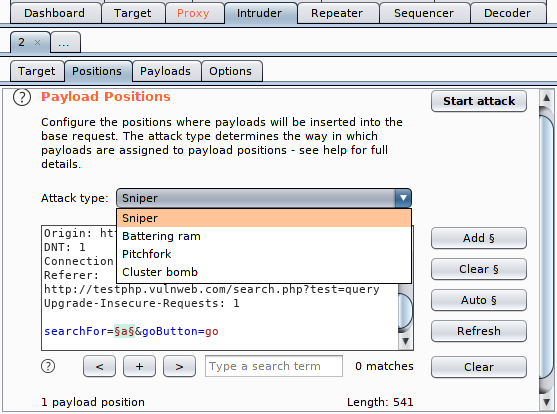 Dashboard Target Proxy Intruder Repeater Sequencer Decoder
2 × ...
Target Positions Payloads Options
? Payload Positions Start attack
Configure the positions where payloads will be inserted into the
base request. The attack type determines the way in which
payloads are assigned to payload positions - see help for full
details.
Attack type: Sniper
Sniper
Battering ram
Pitchfork
Cluster bomb
Origin:
DNT: 1
Connection
Referer:
http://testphp.vulnweb.com/search.php?test=query
Upgrade-Insecure-Requests: 1
searchFor=§a§&goButton=go
Add §
Clear §
Auto §
Refresh
? < + > Type a search term 0 matches Clear
1 payload position Length: 541